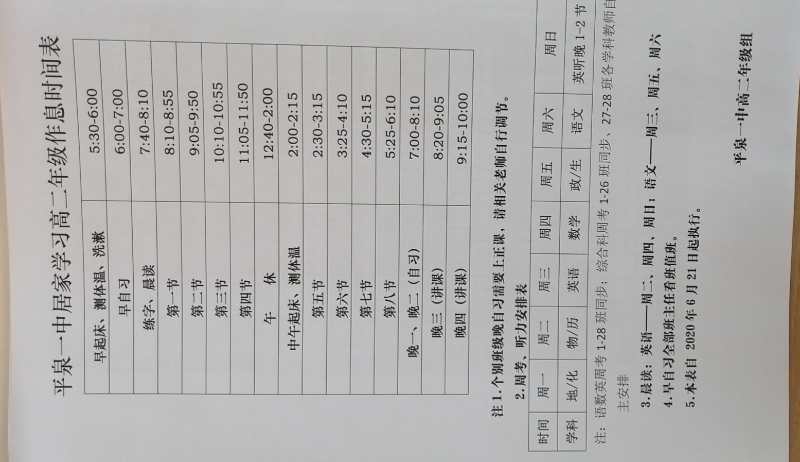 平泉一中居家学习高二年级作息时间表
早起床、测体温、洗漱 5:30-6:00
早自习 6:00-7:00
练字、晨读 7:40-8:10
第一节 8:10-8:55
第二节 9:05-9:50
第三节 10:10-10:55
第四节 11:05-11:50
午 休 12:40-2:00
中午起床、测体温 2:00-2:15
第五节 2:30-3:15
第六节 3:25-4:10
第七节 4:30-5:15
第八节 5:25-6:10
晚一、晚二（自习） 7:00-8:10
晚三（讲课） 8:20-9:05
晚四（讲课） 9:15-10:00
注 1.个别班级晚自习需要上正课，请相关老师自行调节。
2.周考、听力安排表
时间 周一 周二 周三 周四 周五 周六 周日
学科 地/化 物/历 英语 数学 政/生 语文 英听晚 1-2 节
注：语数英周考 1-28 班同步；综合科周考 1-26 班同步、27-28 班各学科教师自
主安排
3.晨读：英语——周二、周四、周日；语文——周三、周五、周六
4.早自习全部班主任看班值班。
5.本表自 2020 年 6 月 21 日起执行。
平泉一中高二年级组